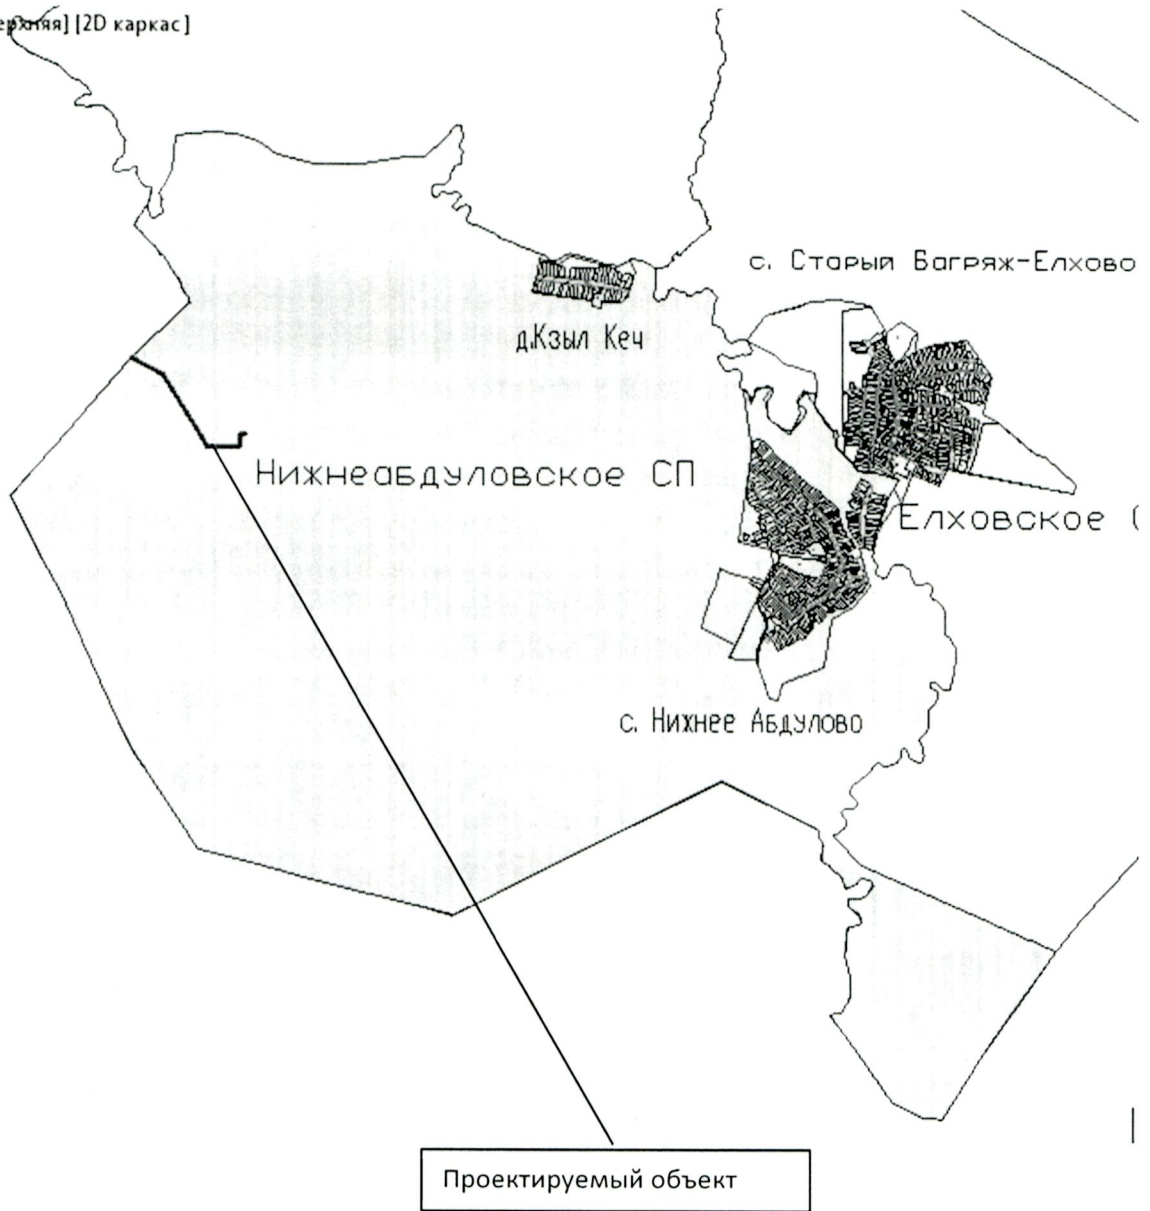 ерхняя] [2D каркас]
с. Старый Багряж-Елхово
д.Кзыл Кеч
Нижнеабдуловское СП
Елховское (
с. Нижнее Абдулово
Проектируемый объект